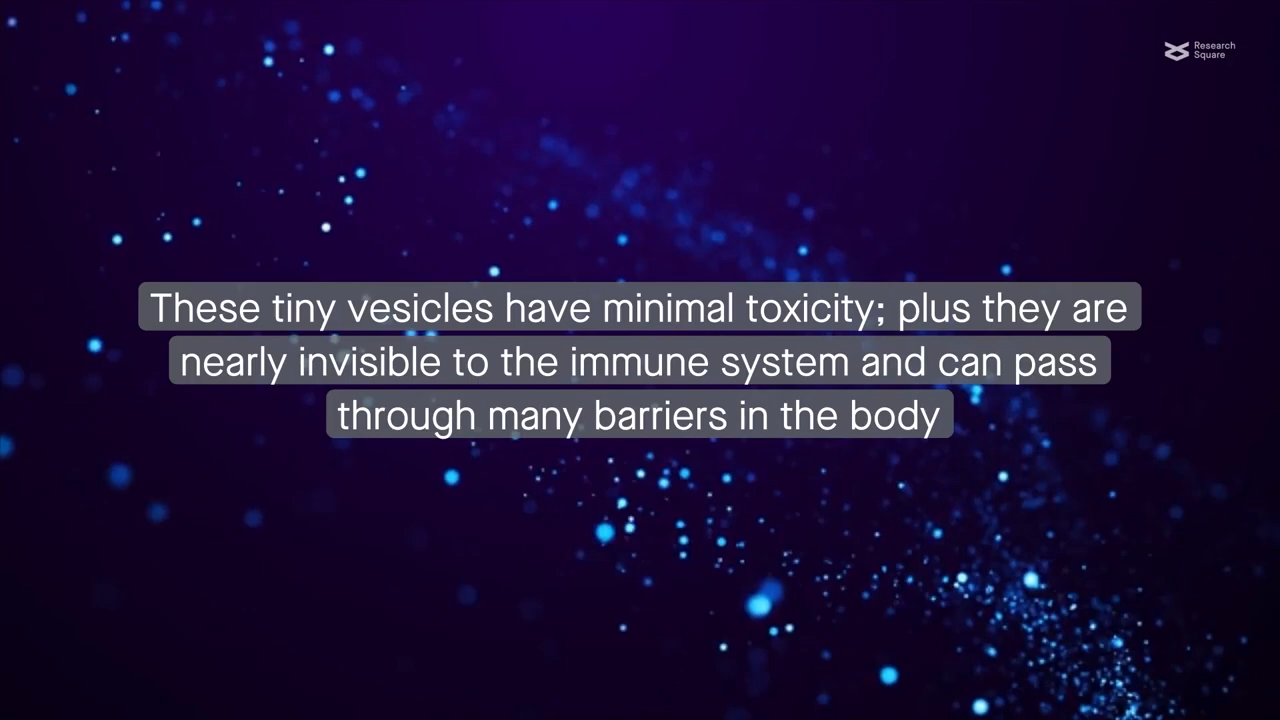 Research
Square
These tiny vesicles have minimal toxicity; plus they are
nearly invisible to the immune system and can pass
through many barriers in the body